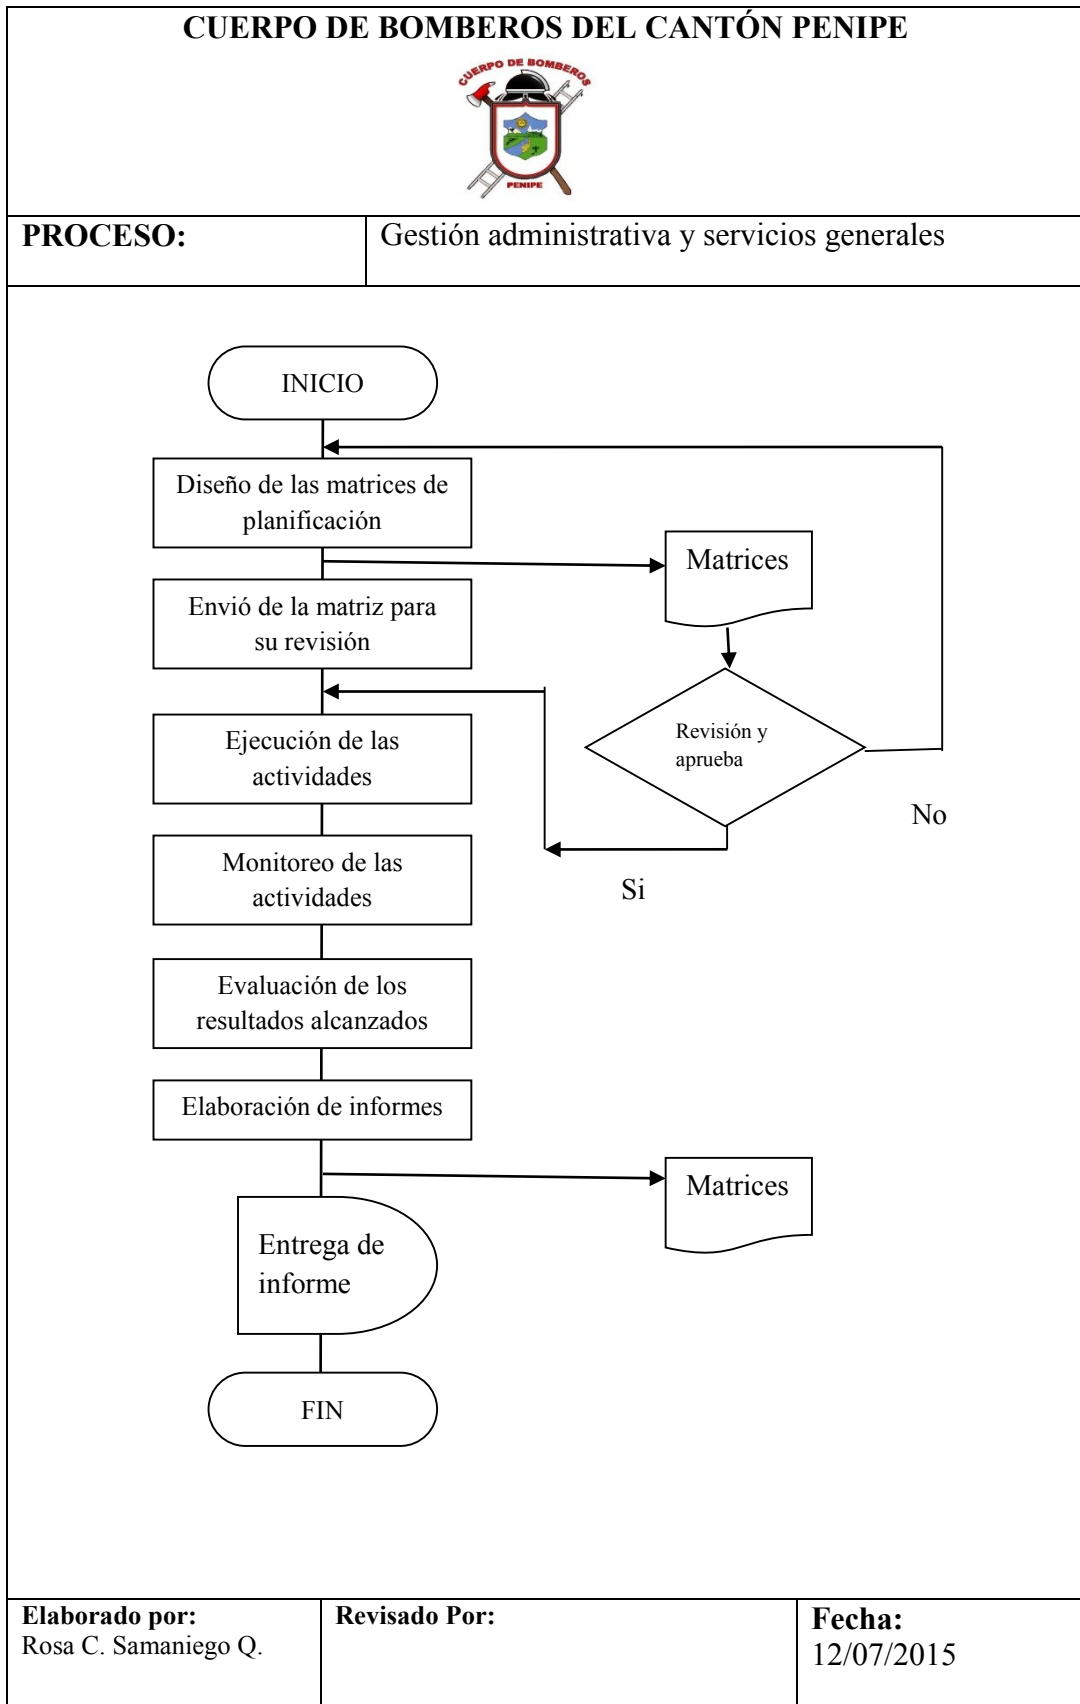 CUERPO DE BOMBEROS DEL CANTÓN PENIPE
CUERPO DE BOMBEROS
PENIPE
PROCESO:
Gestión administrativa y servicios generales
INICIO
Diseño de las matrices de
planificación
Matrices
Envió de la matriz para
su revisión
Revisión y
aprueba
Ejecución de las
actividades
No
Monitoreo de las
actividades
Si
Evaluación de los
resultados alcanzados
Elaboración de informes
Matrices
Entrega de
informe
FIN
Elaborado por:
Rosa C. Samaniego Q.
Revisado Por:
Fecha:
12/07/2015